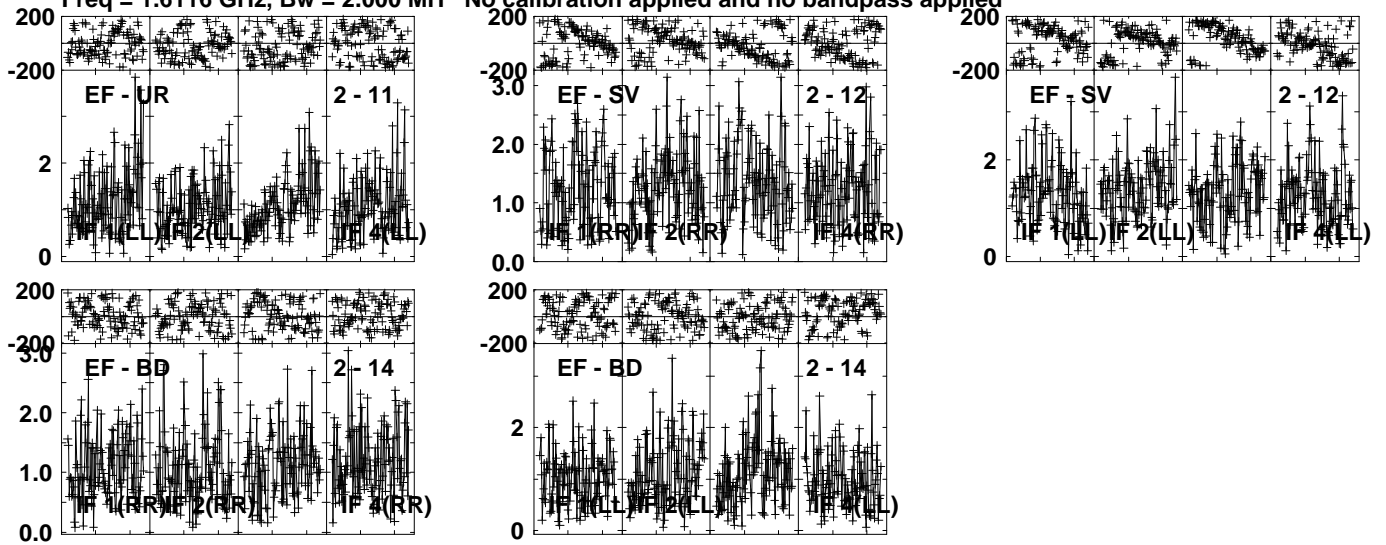 Freq = 1.6116 GHz, Bw = 2.000 MH No calibration applied and no bandpass applied
200
-200
EF - UR 2 - 11
2
0
IF 1(LL) IF 2(LL) IF 4(LL)
200
-200
3.0
EF - SV 2 - 12
2.0
1.0
0.0
IF 1(RR) IF 2(RR) IF 4(RR)
200
-200
EF - SV 2 - 12
2
0
IF 1(LL) IF 2(LL) IF 4(LL)
200
-200
3.0
EF - BD 2 - 14
2.0
1.0
0.0
IF 1(RR) IF 2(RR) IF 4(RR)
200
-200
EF - BD 2 - 14
2
0
IF 1(LL) IF 2(LL) IF 4(LL)